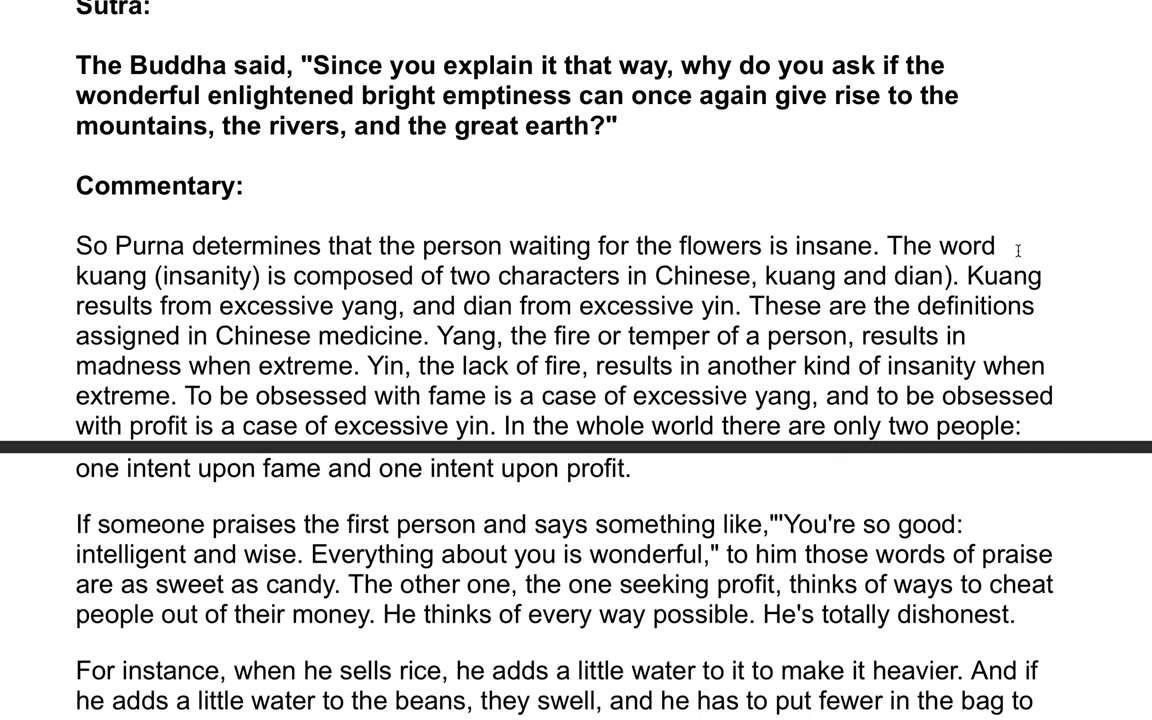 Sutra:
The Buddha said, "Since you explain it that way, why do you ask if the
wonderful enlightened bright emptiness can once again give rise to the
mountains, the rivers, and the great earth?"
Commentary:
So Purna determines that the person waiting for the flowers is insane. The word
kuang (insanity) is composed of two characters in Chinese, kuang and dian). Kuang
results from excessive yang, and dian from excessive yin. These are the definitions
assigned in Chinese medicine. Yang, the fire or temper of a person, results in
madness when extreme. Yin, the lack of fire, results in another kind of insanity when
extreme. To be obsessed with fame is a case of excessive yang, and to be obsessed
with profit is a case of excessive yin. In the whole world there are only two people:
one intent upon fame and one intent upon profit.
If someone praises the first person and says something like,"'You're so good:
intelligent and wise. Everything about you is wonderful," to him those words of praise
are as sweet as candy. The other one, the one seeking profit, thinks of ways to cheat
people out of their money. He thinks of every way possible. He's totally dishonest.
For instance, when he sells rice, he adds a little water to it to make it heavier. And if
he adds a little water to the beans, they swell, and he has to put fewer in the bag to